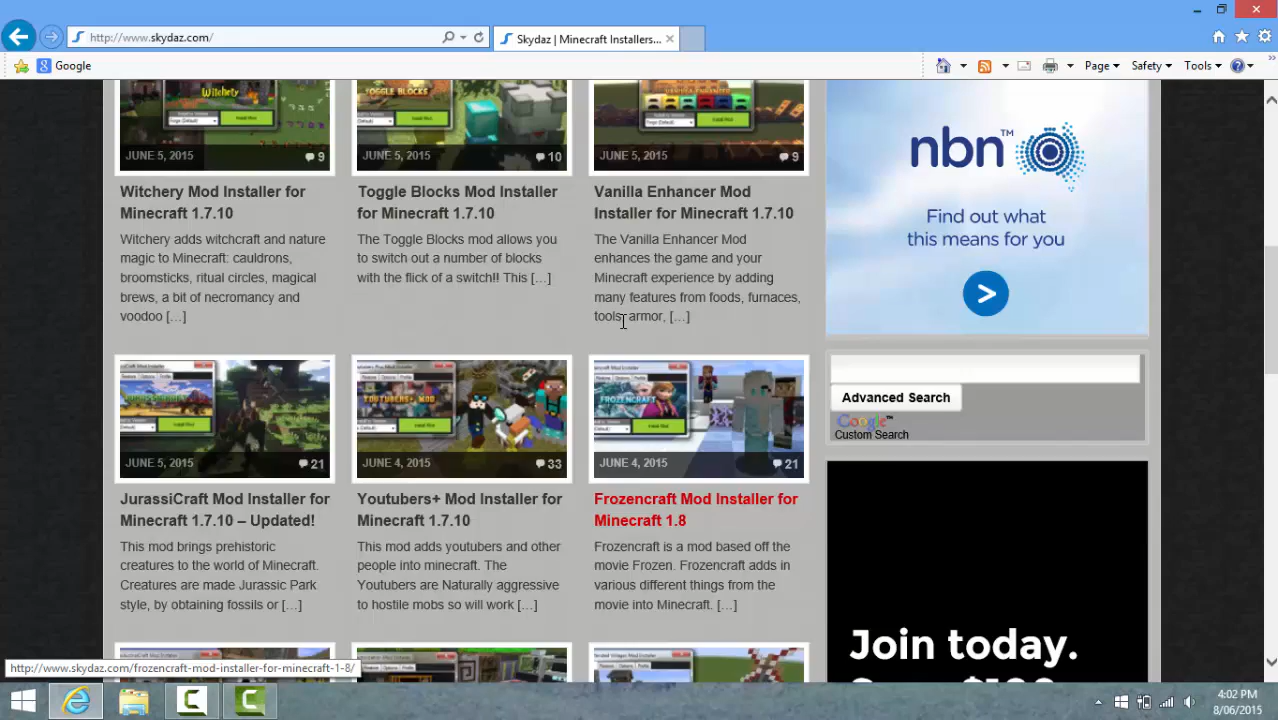 http://www.skydaz.com/
Skydaz | Minecraft Installers...
Google
Page
Safety
Tools
Witchery
TOGGLE BLOCKS
VANILLA ENHANCER
JUNE 5, 2015 9
JUNE 5, 2015 10
JUNE 5, 2015 9
Witchery Mod Installer for
Minecraft 1.7.10
Witchery adds witchcraft and nature
magic to Minecraft: cauldrons,
broomsticks, ritual circles, magical
brews, a bit of necromancy and
voodoo [...]
Toggle Blocks Mod Installer
for Minecraft 1.7.10
The Toggle Blocks mod allows you
to switch out a number of blocks
with the flick of a switch!! This [...]
Vanilla Enhancer Mod
Installer for Minecraft 1.7.10
The Vanilla Enhancer Mod
enhances the game and your
Minecraft experience by adding
many features from foods, furnaces,
tools, armor, [...]
JUNE 5, 2015 21
YOUTUBERS+ MOD
JUNE 4, 2015 33
FROZENCRAFT
JUNE 4, 2015 21
JurassiCraft Mod Installer for
Minecraft 1.7.10 – Updated!
This mod brings prehistoric
creatures to the world of Minecraft.
Creatures are made Jurassic Park
style, by obtaining fossils or [...]
Youtubers+ Mod Installer for
Minecraft 1.7.10
This mod adds youtubers and other
people into minecraft. The
Youtubers are Naturally aggressive
to hostile mobs so will work [...]
Frozencraft Mod Installer for
Minecraft 1.8
Frozencraft is a mod based off the
movie Frozen. Frozencraft adds in
various different things from the
movie into Minecraft. [...]
nbn™
Find out what
this means for you
>
Advanced Search
Google™
Custom Search
Join today.
http://www.skydaz.com/frozencraft-mod-installer-for-minecraft-1-8/
4:02 PM
8/06/2015